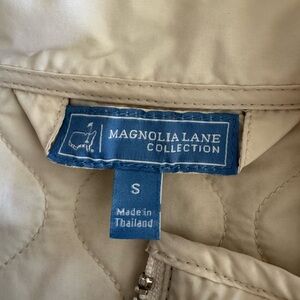 MAGNOLIA LANE
COLLECTION
S
Made in
Thailand